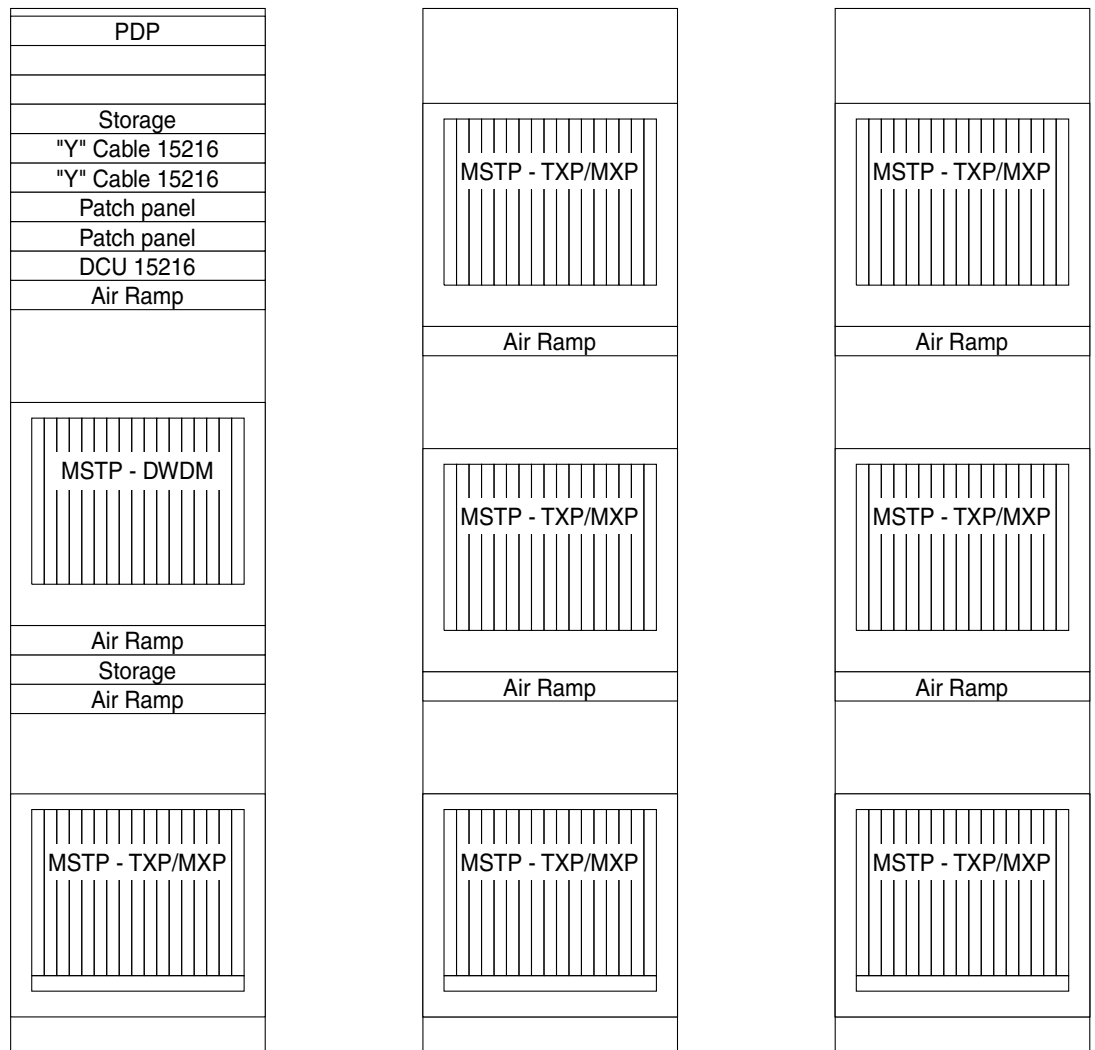 PDP
Storage
"Y" Cable 15216
"Y" Cable 15216
Patch panel
Patch panel
DCU 15216
Air Ramp
MSTP - DWDM
Air Ramp
Storage
Air Ramp
MSTP - TXP/MXP
MSTP - TXP/MXP
Air Ramp
MSTP - TXP/MXP
Air Ramp
MSTP - TXP/MXP
MSTP - TXP/MXP
Air Ramp
MSTP - TXP/MXP
Air Ramp
MSTP - TXP/MXP